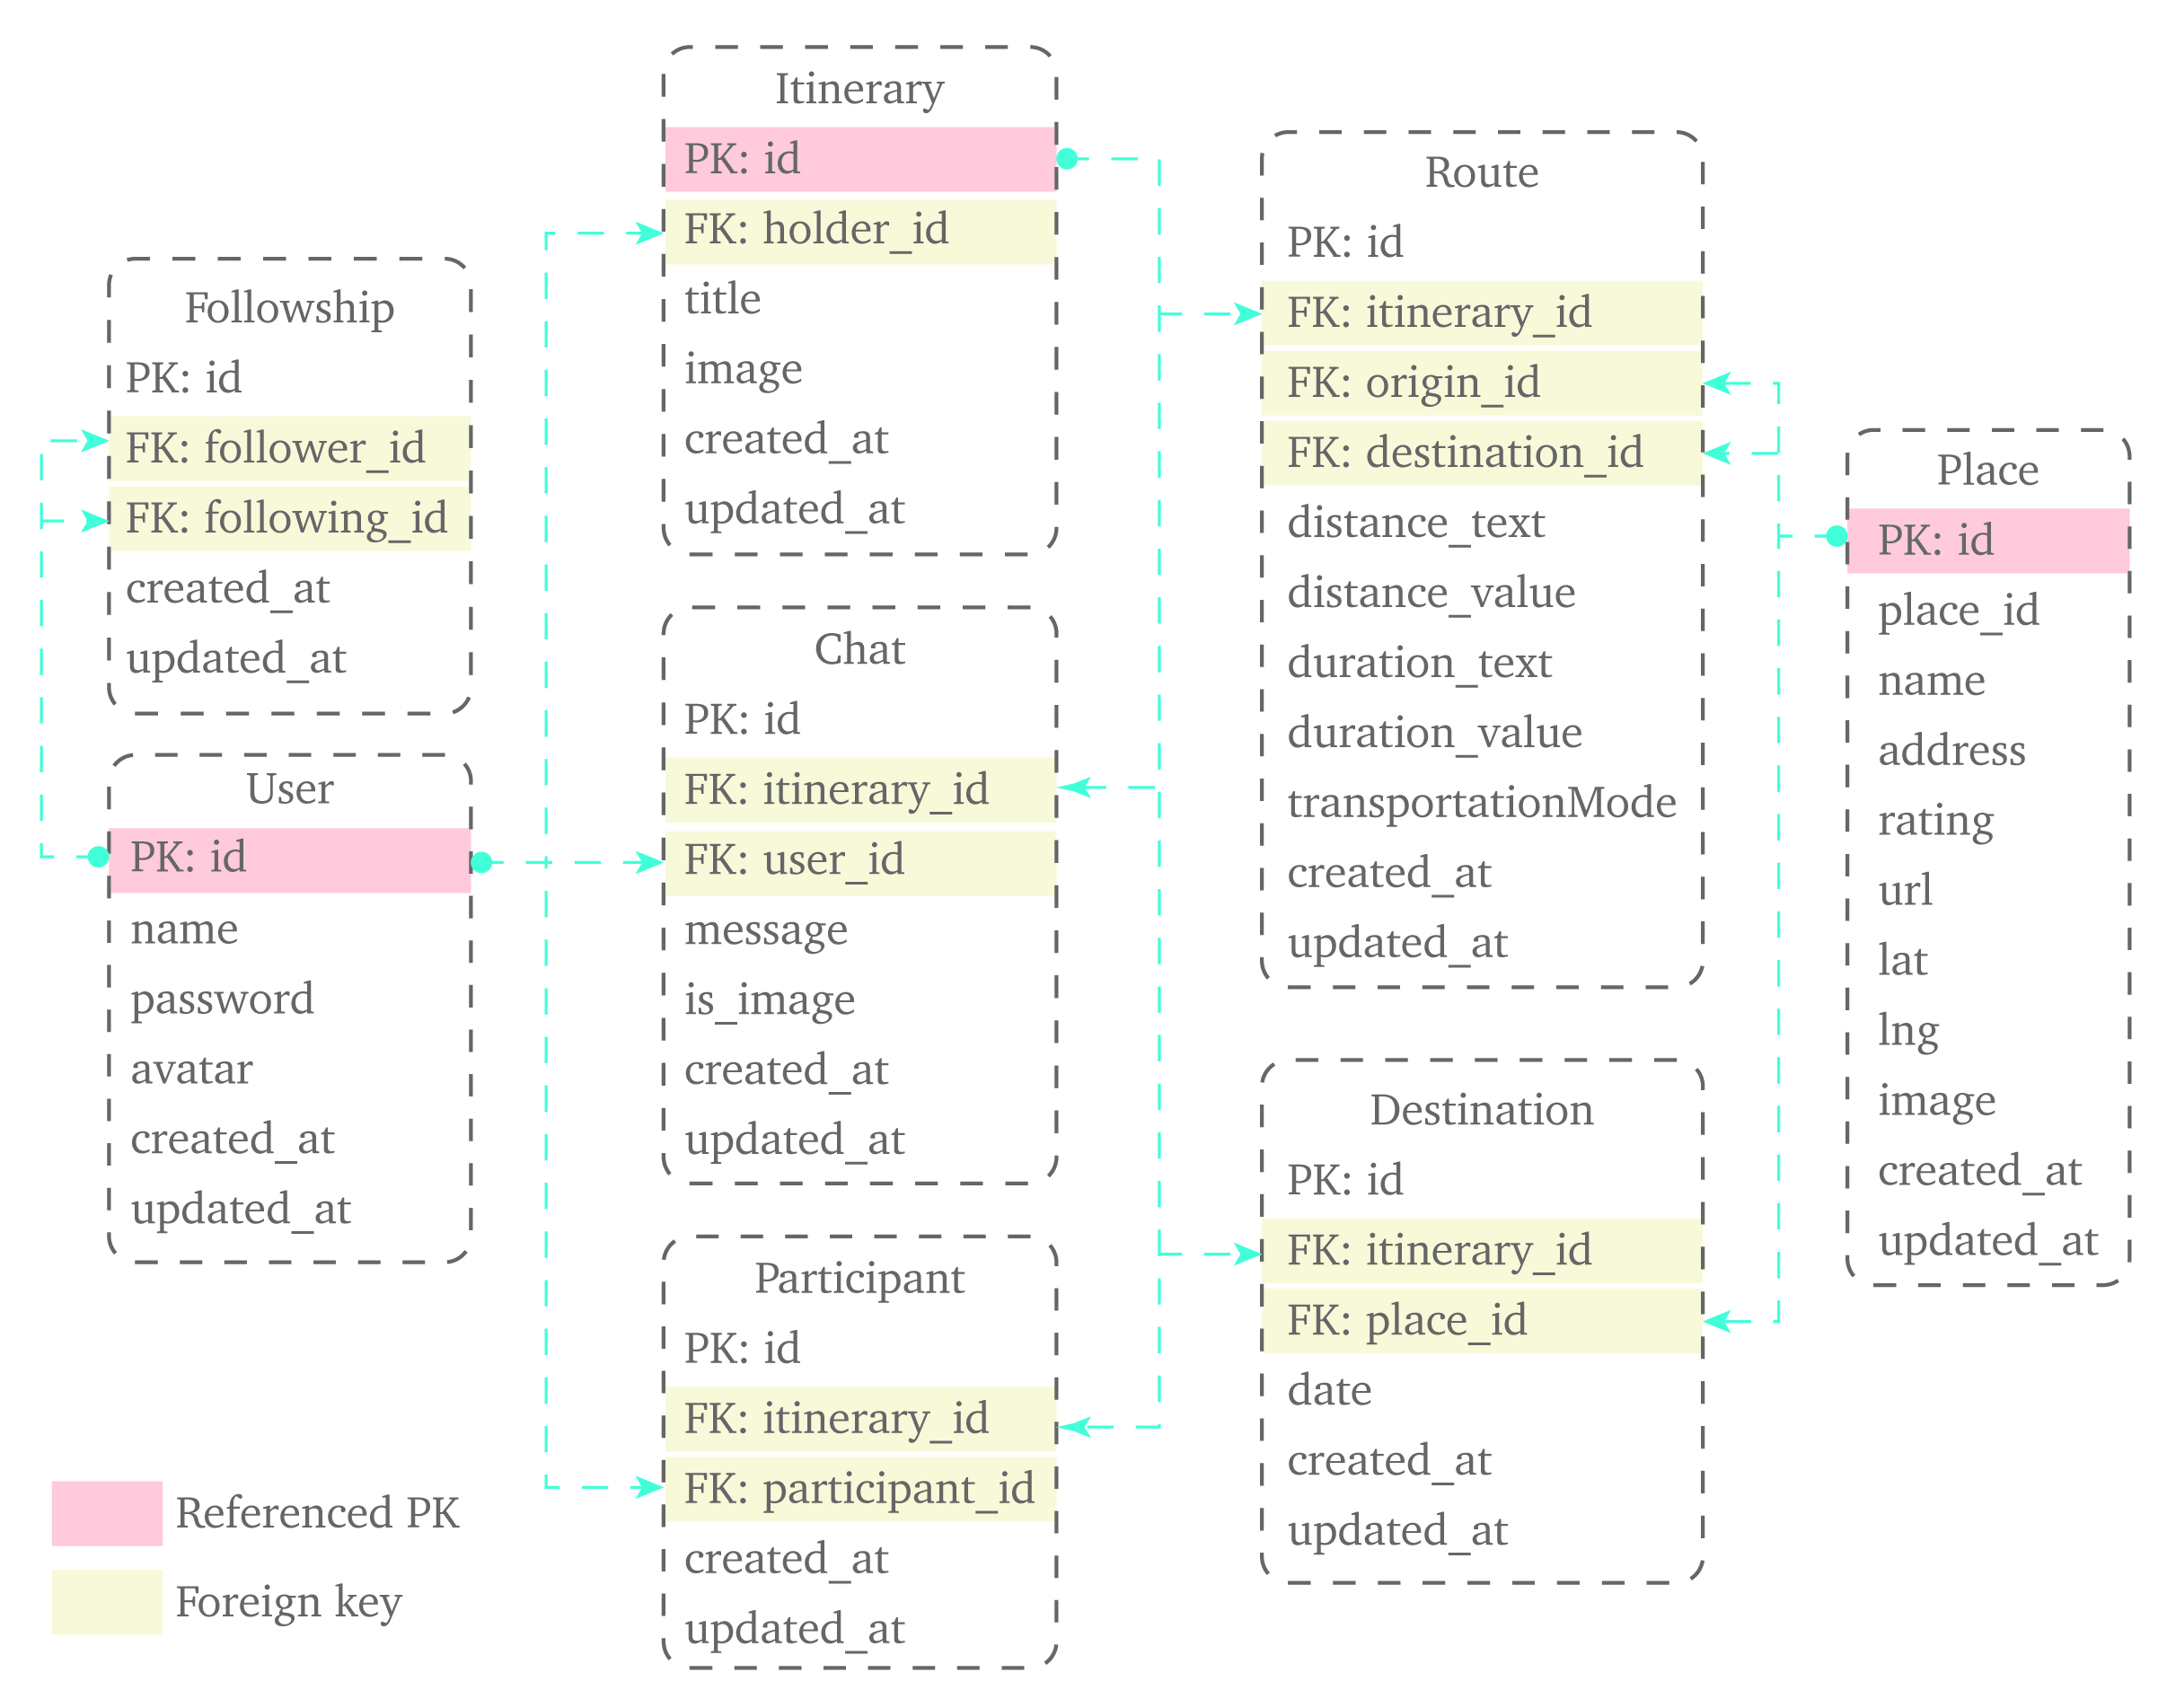 Itinerary
PK: id
FK: holder_id
title
image
created_at
updated_at
Route
PK: id
FK: itinerary_id
FK: origin_id
FK: destination_id
distance_text
distance_value
duration_text
duration_value
transportationMode
created_at
updated_at
Followship
PK: id
FK: follower_id
FK: following_id
created_at
updated_at
Place
PK: id
place_id
name
address
rating
url
lat
lng
image
created_at
updated_at
Chat
PK: id
FK: itinerary_id
FK: user_id
message
is_image
created_at
updated_at
User
PK: id
name
password
avatar
created_at
updated_at
Destination
PK: id
FK: itinerary_id
FK: place_id
date
created_at
updated_at
Participant
PK: id
FK: itinerary_id
FK: participant_id
created_at
updated_at
Referenced PK
Foreign key